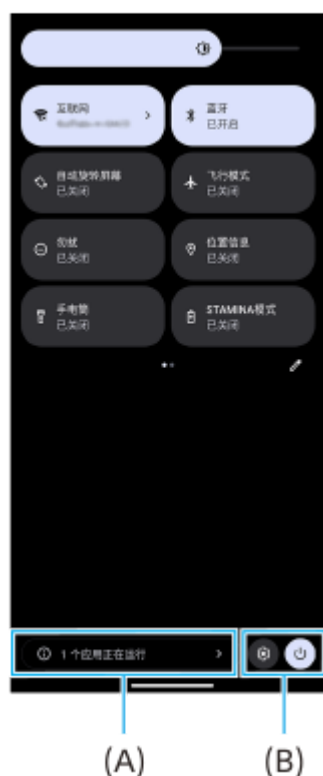 互联网
蓝牙
已开启
自动旋转屏幕
已关闭
飞行模式
已关闭
勿扰
已关闭
位置信息
已关闭
手电筒
已关闭
STAMINA模式
已关闭
1 个应用正在运行
(A)
(B)